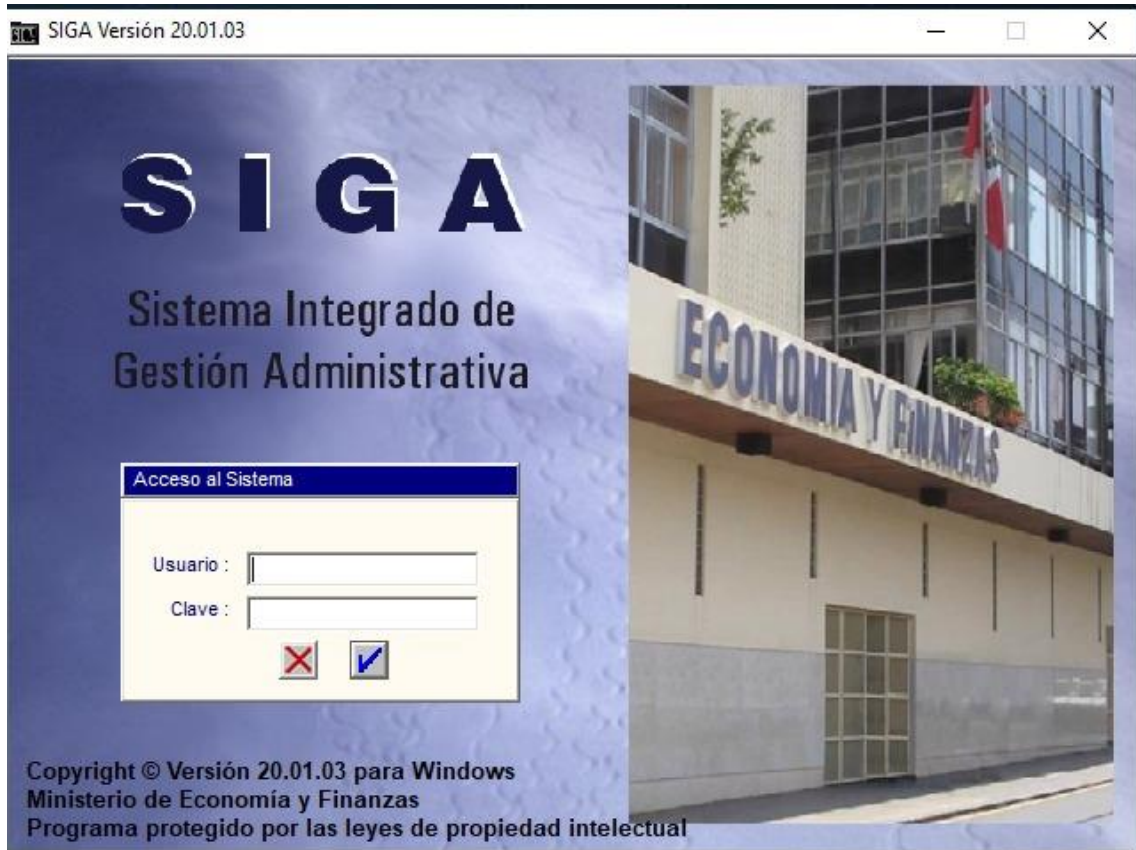 SIGA Versión 20.01.03
SIGA
Sistema Integrado de
Gestión Administrativa
ECONOMIA Y FiNANZAS
Acceso al Sistema
Usuario :
Clave :
Copyright © Versión 20.01.03 para Windows
Ministerio de Economía y Finanzas
Programa protegido por las leyes de propiedad intelectual